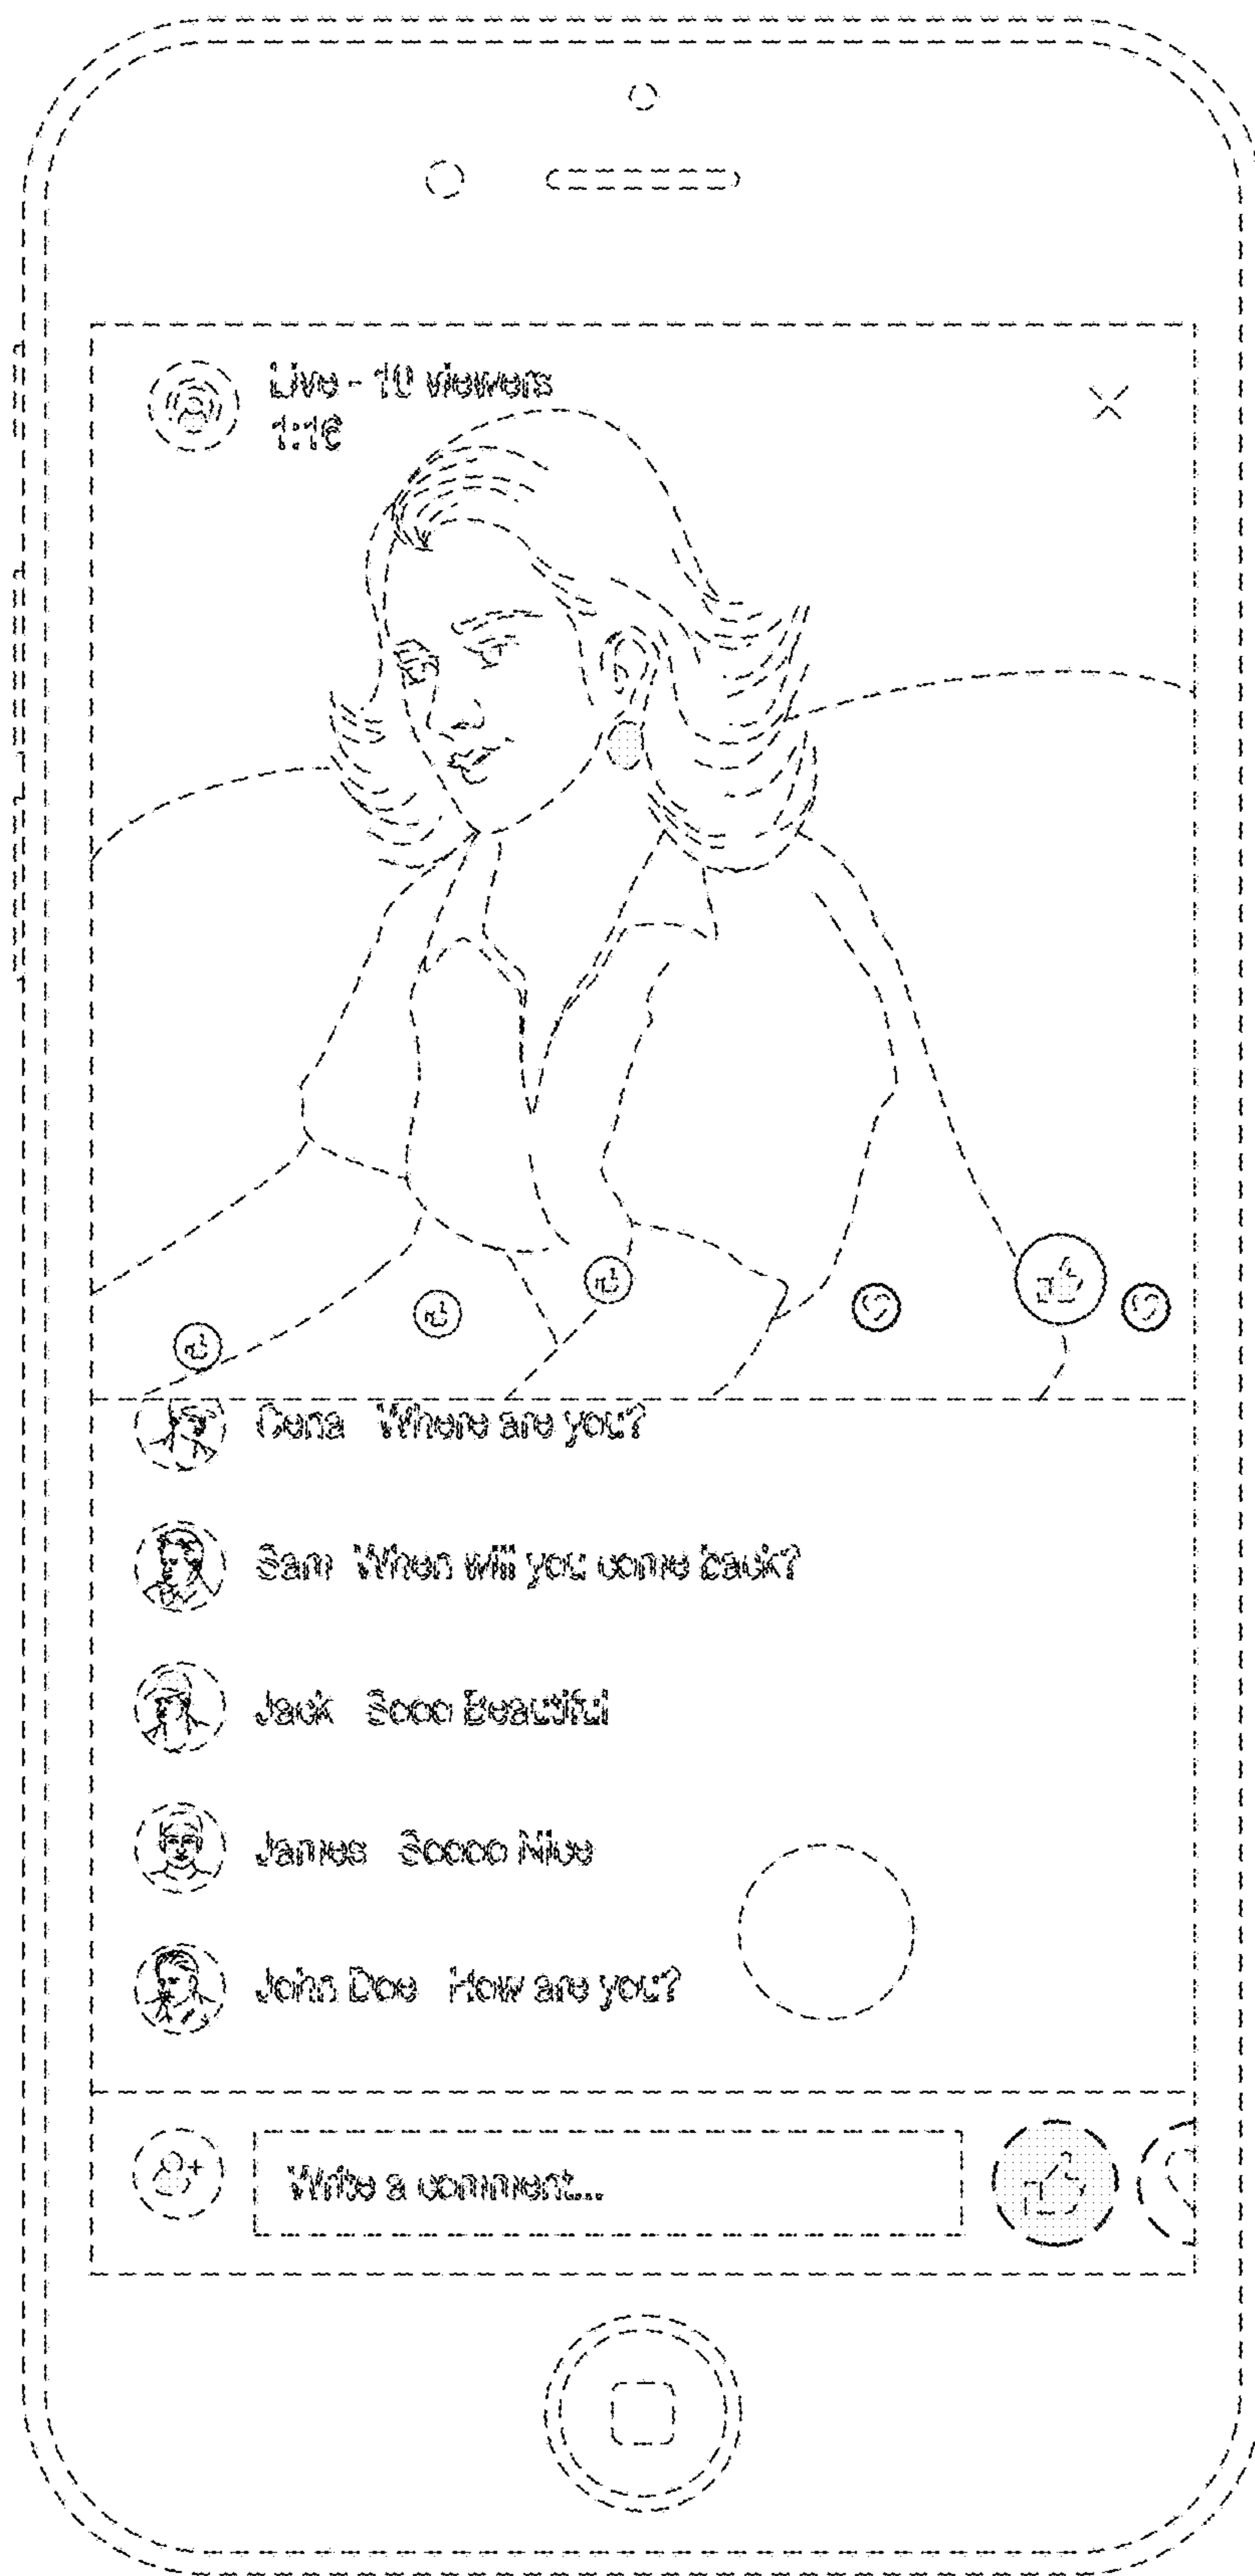 Live - 10 viewers
1:16
Cena Where are you?
Sam When will you come back?
Jack Sooo Beautiful
James Soooo Nice
John Doe How are you?
Write a comment...